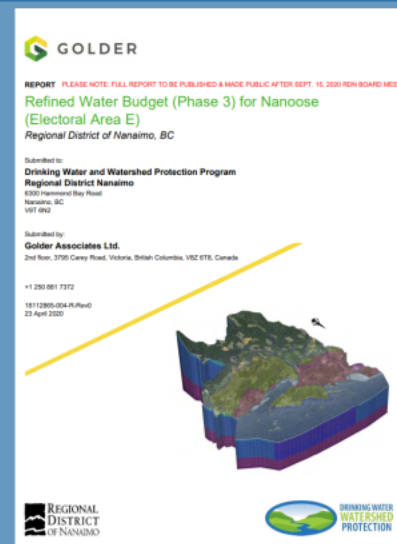 GOLDER
REPORT PLEASE NOTE: FULL REPORT TO BE PUBLISHED & MADE PUBLIC AFTER SEPT. 15, 2020 RDN BOARD MEE
Refined Water Budget (Phase 3) for Nanoose
(Electoral Area E)
Regional District of Nanaimo, BC
Submitted to:
Drinking Water and Watershed Protection Program
Regional District Nanaimo
6300 Hammond Bay Road
Nanaimo, BC
V9T 6N2
Submitted by:
Golder Associates Ltd.
2nd floor, 3795 Carey Road, Victoria, British Columbia, V8Z 6T8, Canada
+1 250 881 7372
18112865-004-R-Rev0
23 April 2020
REGIONAL
DISTRICT
OF NANAIMO
DRINKING WATER
WATERSHED
PROTECTION